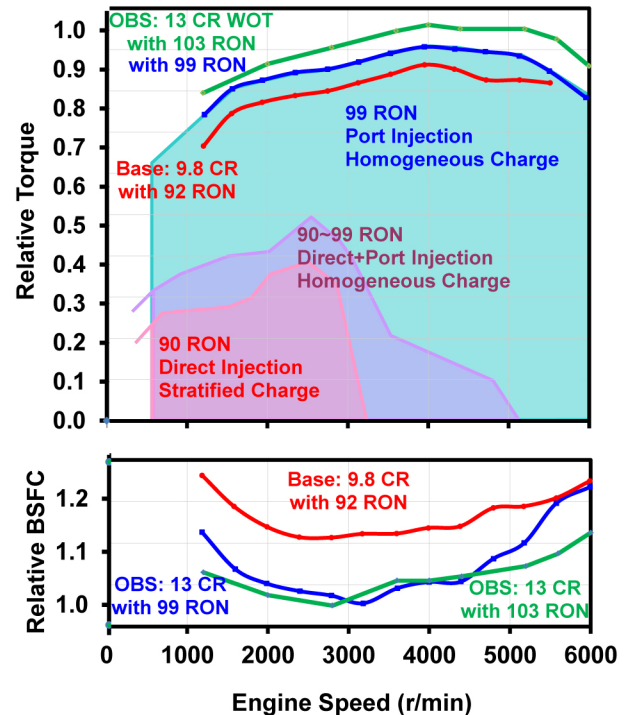 OBS: 13 CR WOT
with 103 RON
with 99 RON
99 RON
Port Injection
Homogeneous Charge
Base: 9.8 CR
with 92 RON
90~99 RON
Direct+Port Injection
Homogeneous Charge
90 RON
Direct Injection
Stratified Charge
Relative Torque
1.0
0.9
0.8
0.7
0.6
0.5
0.4
0.3
0.2
0.1
0.0
Base: 9.8 CR
with 92 RON
OBS: 13 CR
with 99 RON
OBS: 13 CR
with 103 RON
Relative BSFC
1.2
1.1
1.0
0
1000
2000
3000
4000
5000
6000
Engine Speed (r/min)